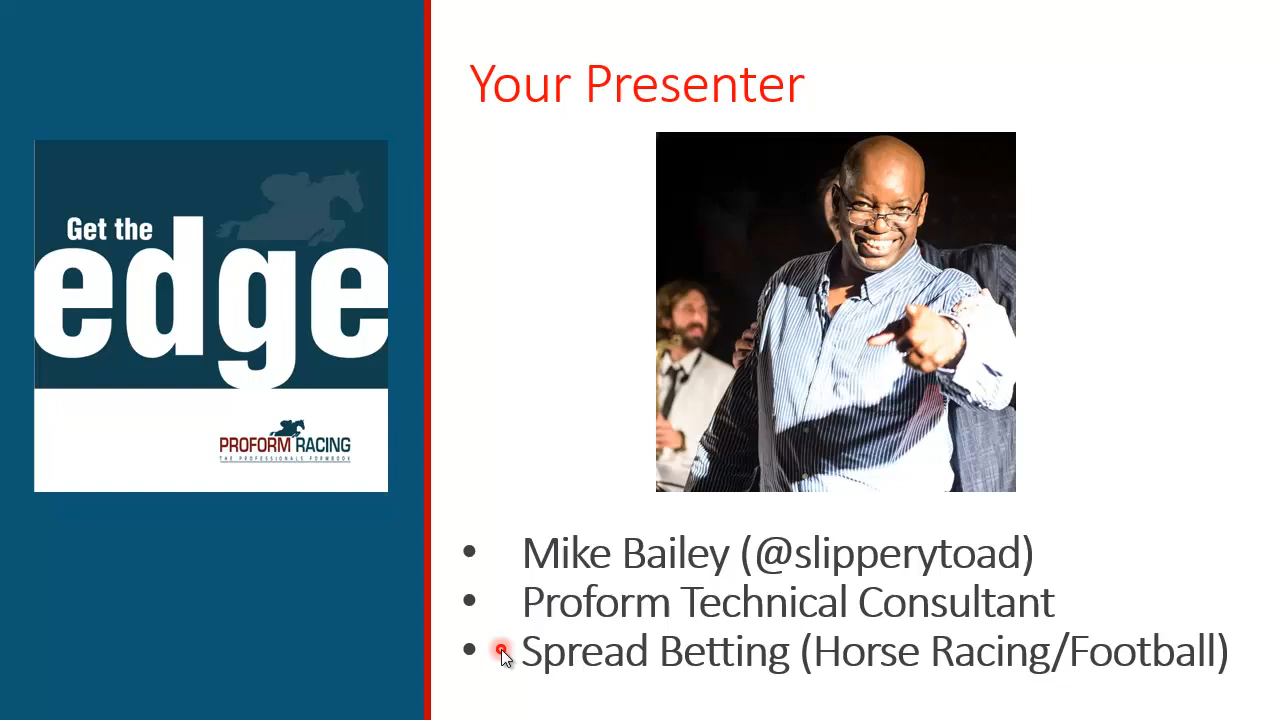 Get the
edge
PROFORM RACING
THE PROFESSIONALS FORMBOOK
Your Presenter
• Mike Bailey (@slipperytoad)
• Proform Technical Consultant
• Spread Betting (Horse Racing/Football)